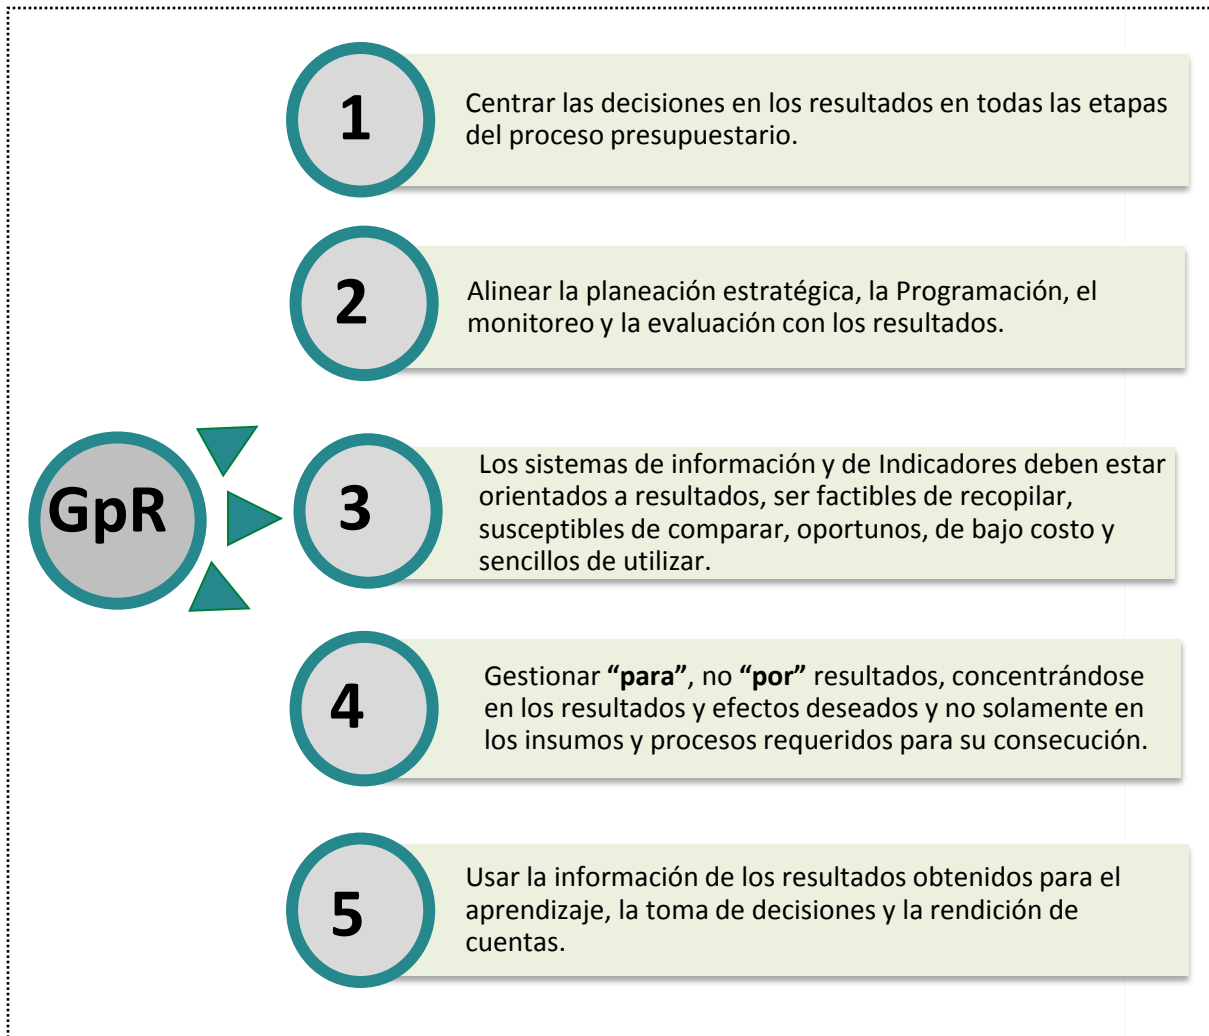 1
Centrar las decisiones en los resultados en todas las etapas
del proceso presupuestario.
2
Alinear la planeación estratégica, la Programación, el
monitoreo y la evaluación con los resultados.
GpR
3
Los sistemas de información y de Indicadores deben estar
orientados a resultados, ser factibles de recopilar,
susceptibles de comparar, oportunos, de bajo costo y
sencillos de utilizar.
4
Gestionar “para”, no “por” resultados, concentrándose
en los resultados y efectos deseados y no solamente en
los insumos y procesos requeridos para su consecución.
5
Usar la información de los resultados obtenidos para el
aprendizaje, la toma de decisiones y la rendición de
cuentas.